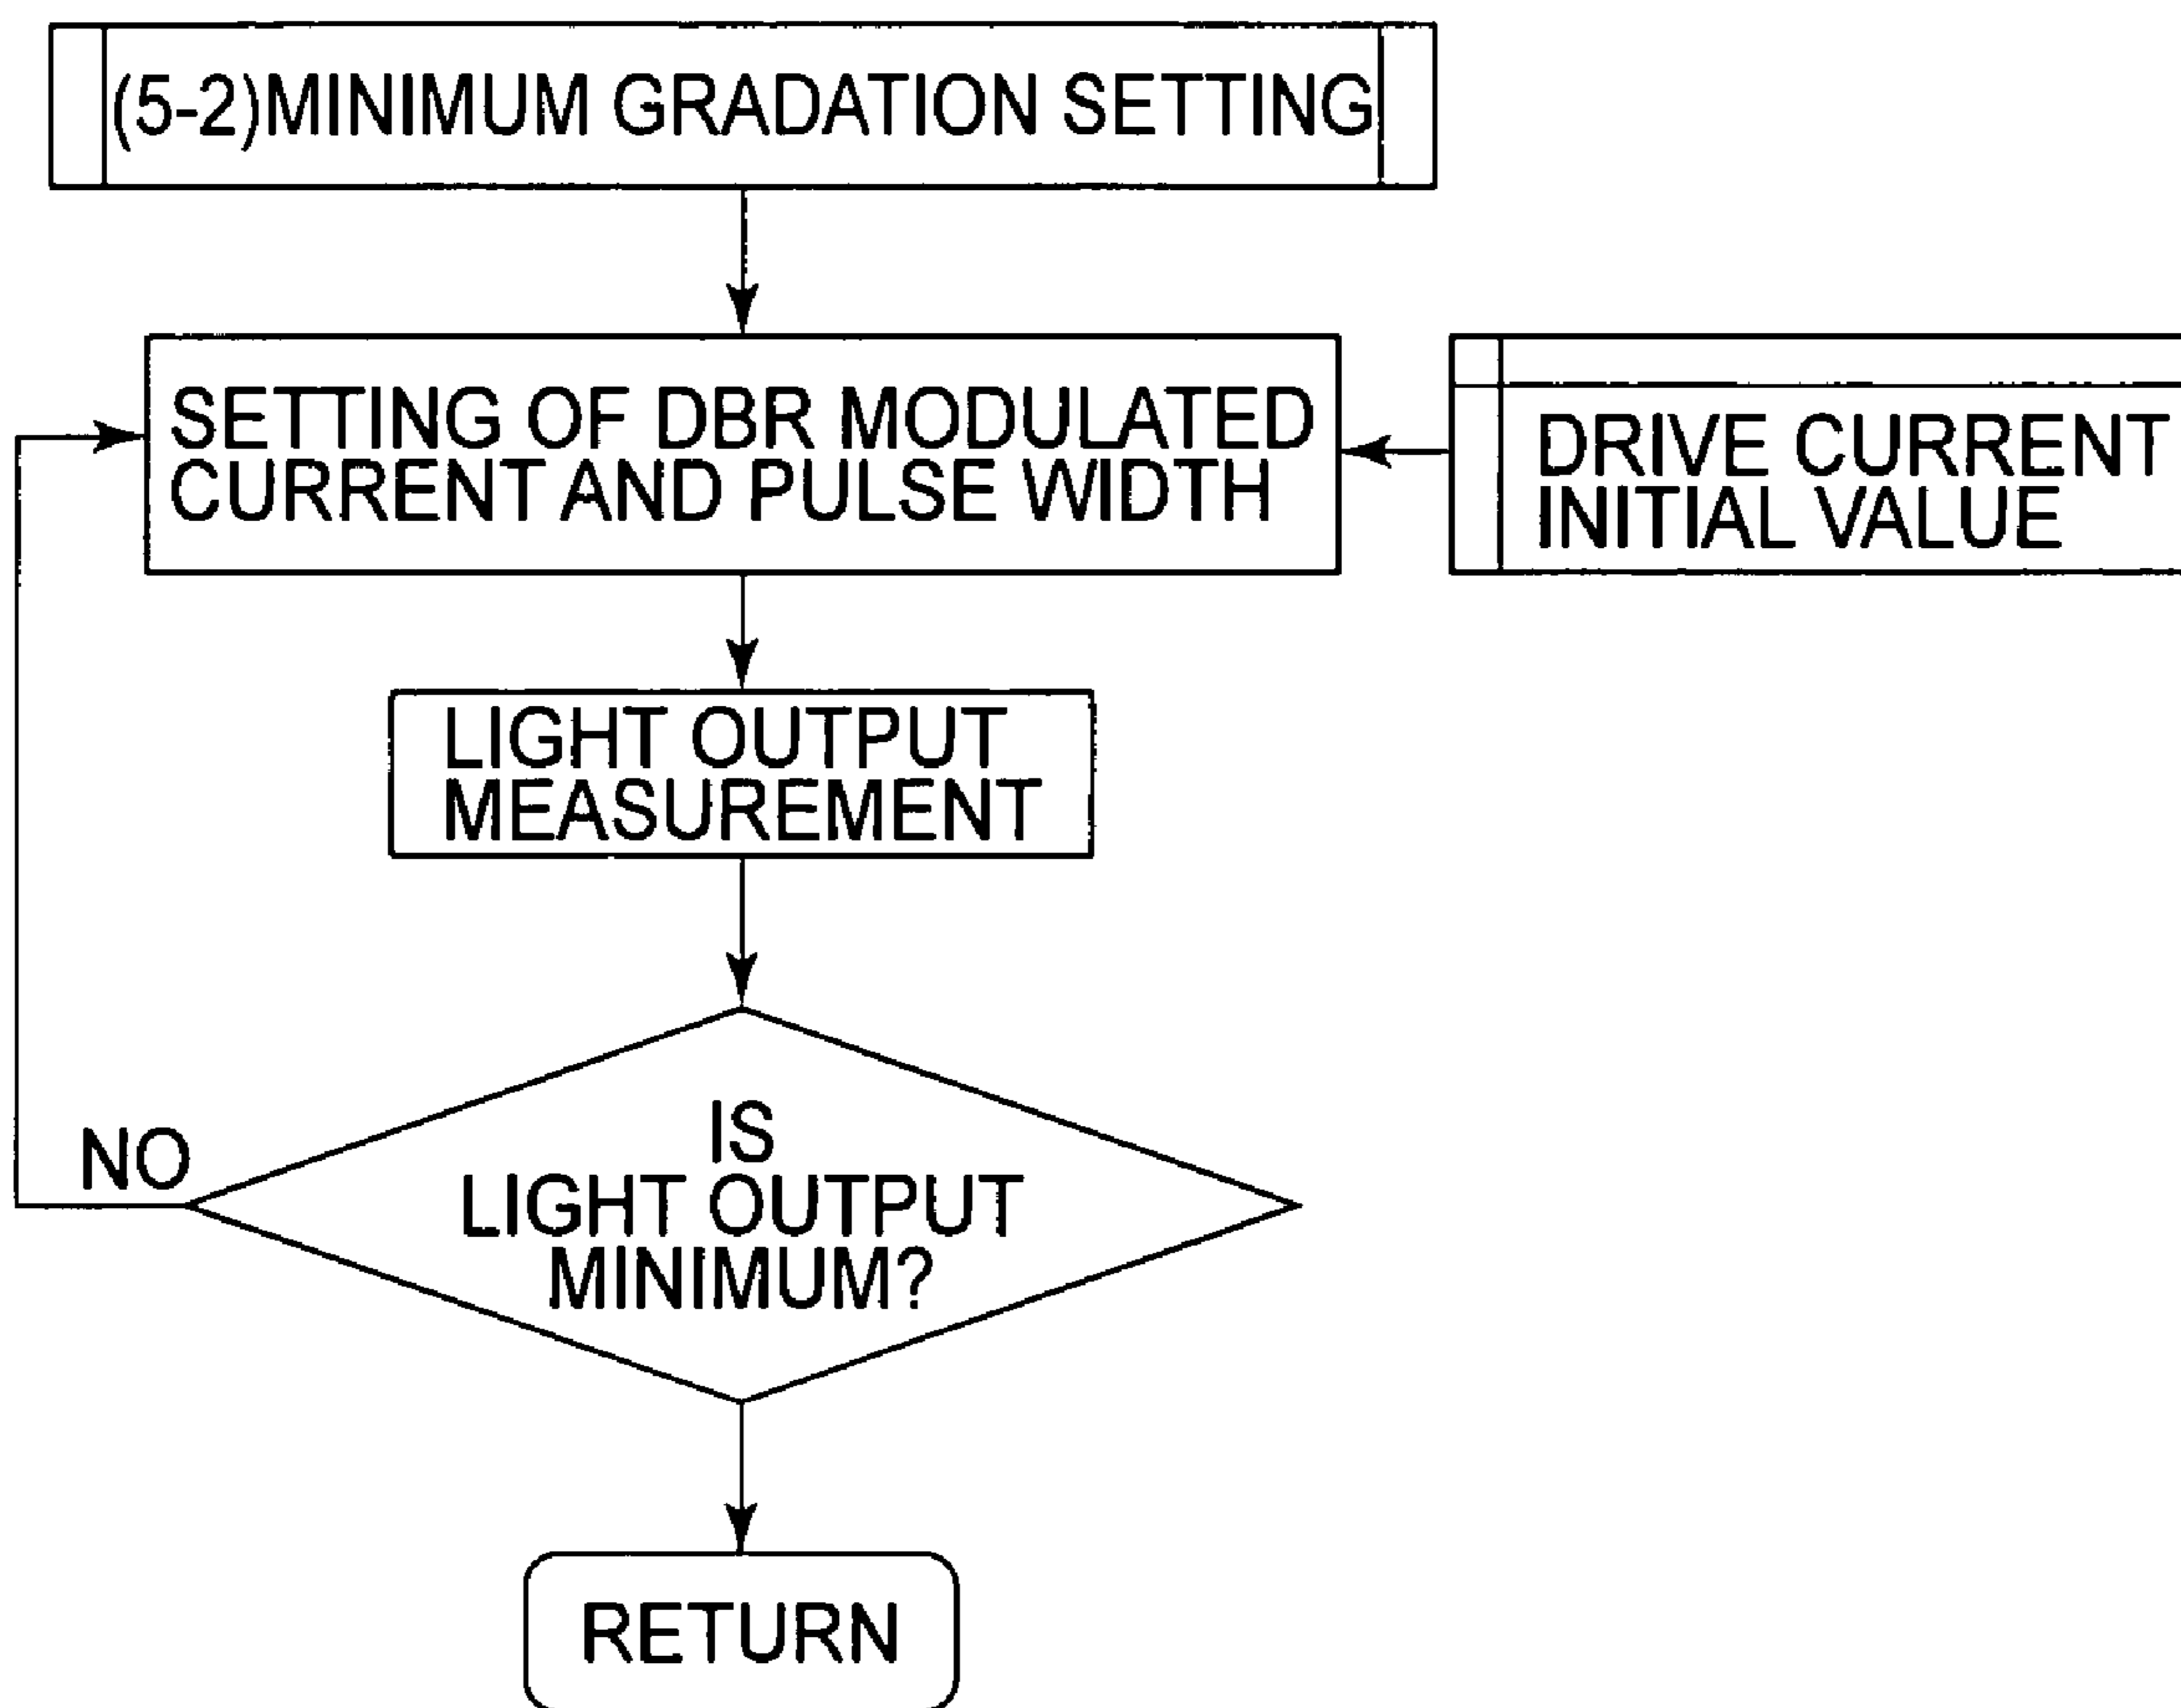 (5-2)MINIMUM GRADATION SETTING
SETTING OF DBR MODULATED
CURRENT AND PULSE WIDTH
DRIVE CURRENT
INITIAL VALUE
LIGHT OUTPUT
MEASUREMENT
IS
LIGHT OUTPUT
MINIMUM?
NO
RETURN